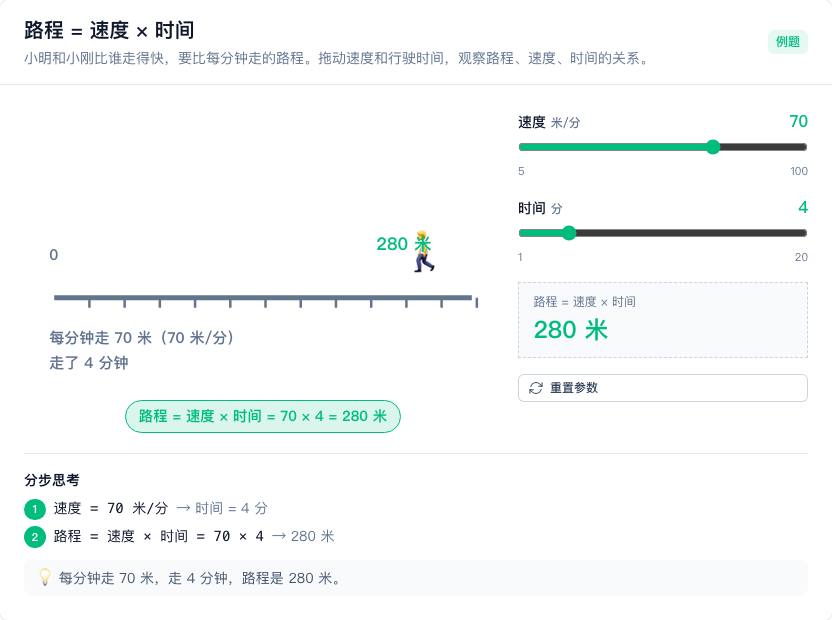 路程 = 速度 × 时间
小明和小刚比谁走得快，要比每分钟走的路程。拖动速度和行驶时间，观察路程、速度、时间的关系。
例题
0
280 米
每分钟走 70 米（70 米/分）
走了 4 分钟
路程 = 速度 × 时间 = 70 × 4 = 280 米
速度 米/分 70
5 100
时间 分 4
1 20
路程 = 速度 × 时间
280 米
重置参数
分步思考
1 速度 = 70 米/分 → 时间 = 4 分
2 路程 = 速度 × 时间 = 70 × 4 → 280 米
每分钟走 70 米，走 4 分钟，路程是 280 米。